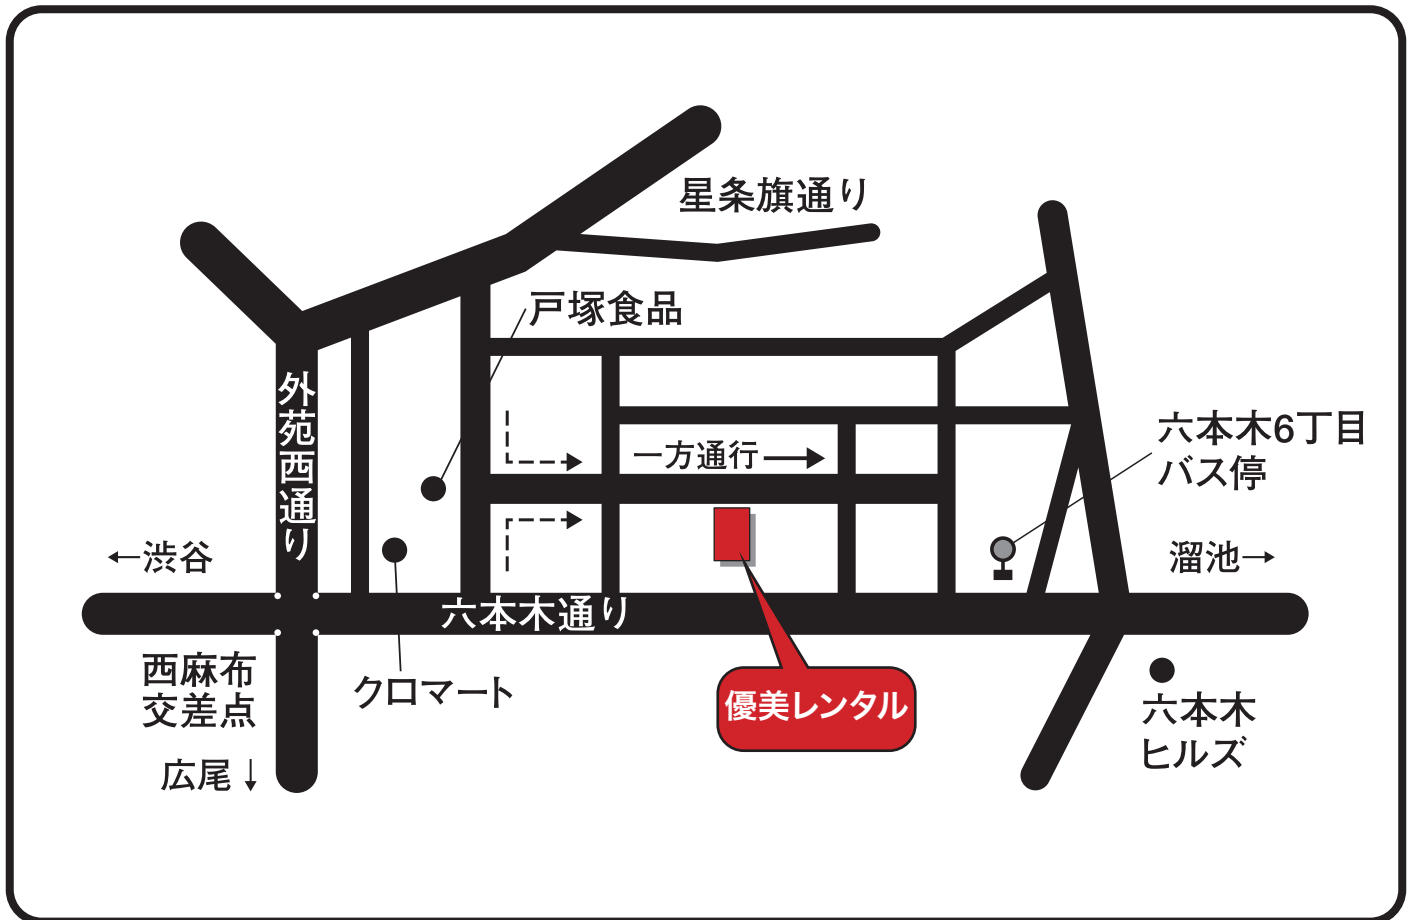 星条旗通り
戸塚食品
外苑西通り
一方通行
六本木6丁目
バス停
←渋谷
溜池→
六本木通り
西麻布
交差点
クロマート
優美レンタル
六本木
ヒルズ
広尾↓